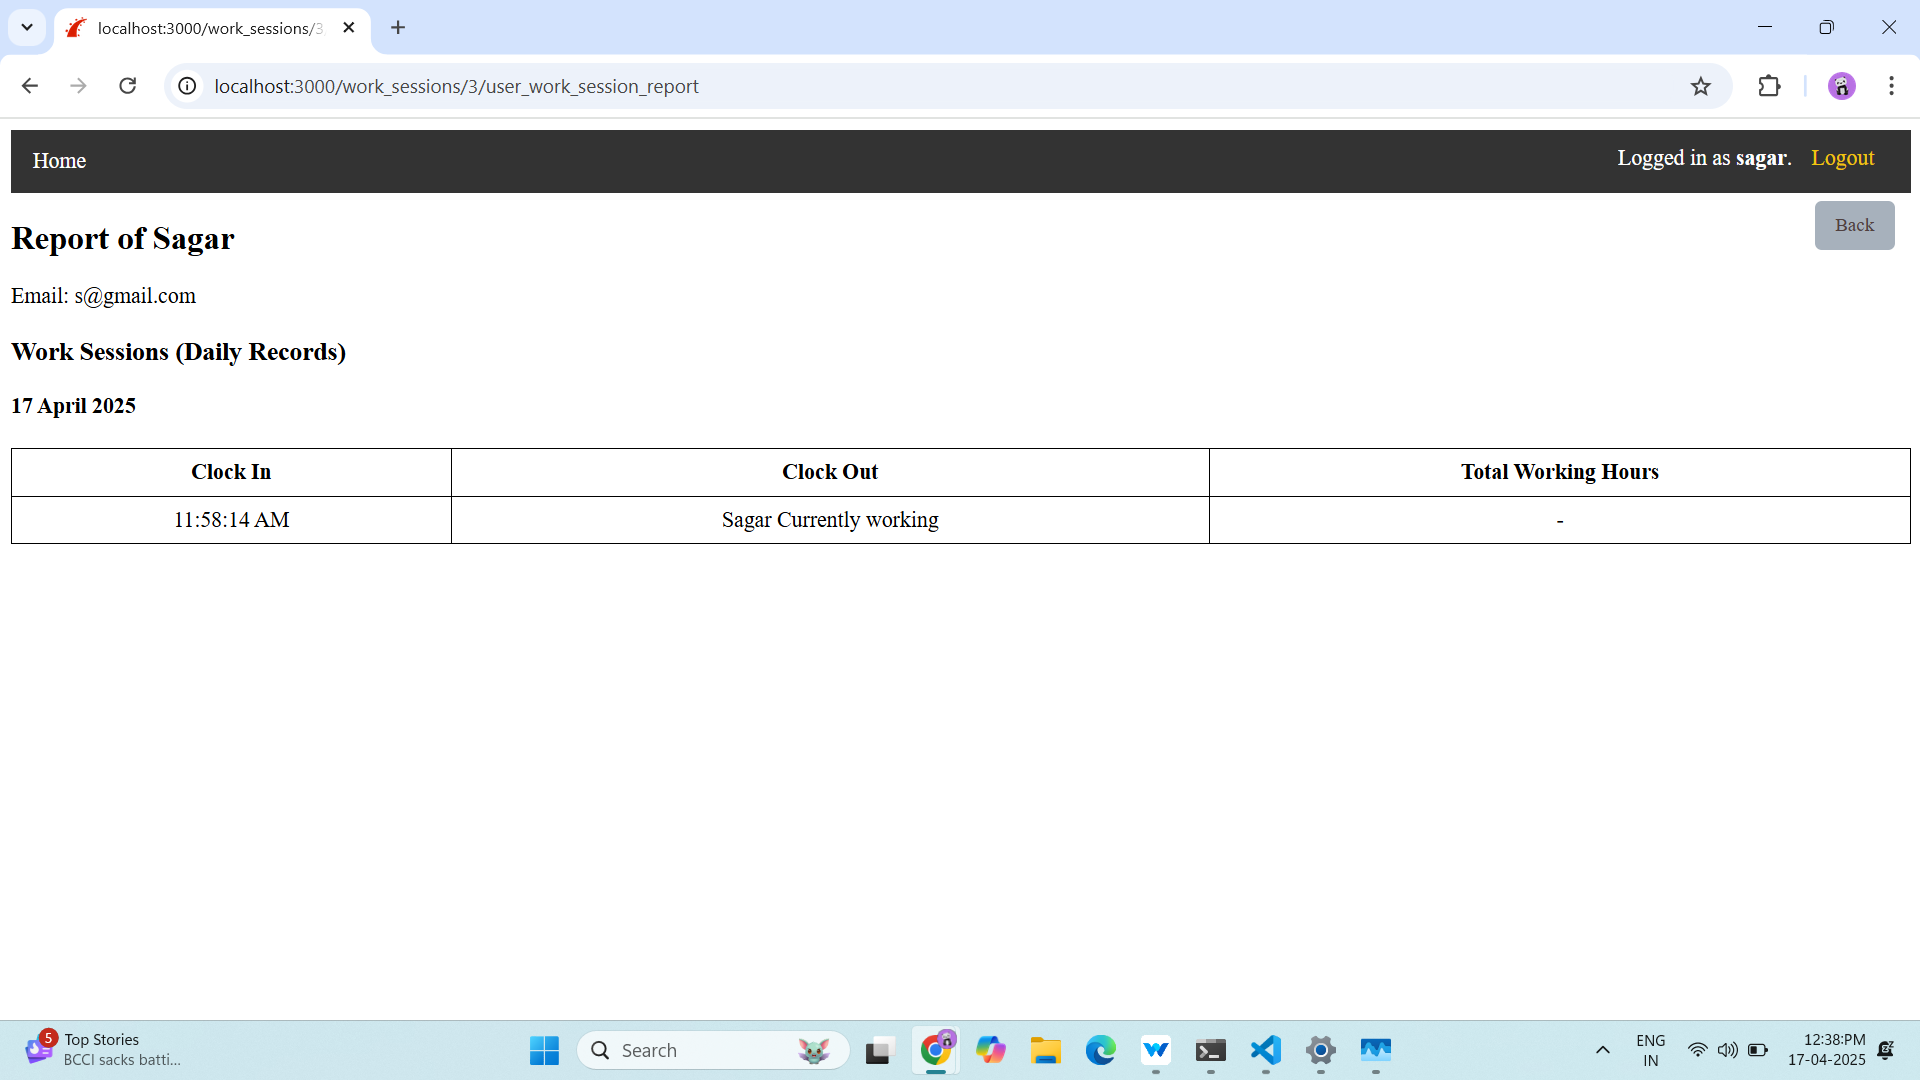 localhost:3000/work_sessions/3
localhost:3000/work_sessions/3/user_work_session_report
Home
Logged in as sagar. Logout
Back
Report of Sagar
Email: s@gmail.com
Work Sessions (Daily Records)
17 April 2025
Clock In Clock Out Total Working Hours
11:58:14 AM Sagar Currently working -
5
Top Stories
BCCI sacks batti...
Search
ENG
IN
12:38:PM
17-04-2025